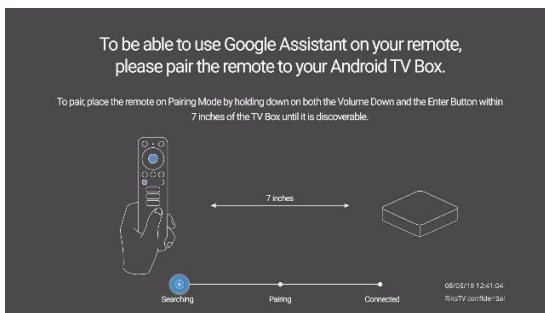 To be able to use Google Assistant on your remote,
please pair the remote to your Android TV Box.
To pair, place the remote on Pairing Mode by holding down on both the Volume Down and the Enter Button within
7 inches of the TV Box until it is discoverable.
7 inches
Searching
Pairing
Connected
08/05/19 12:41:04
RiksTV confidential